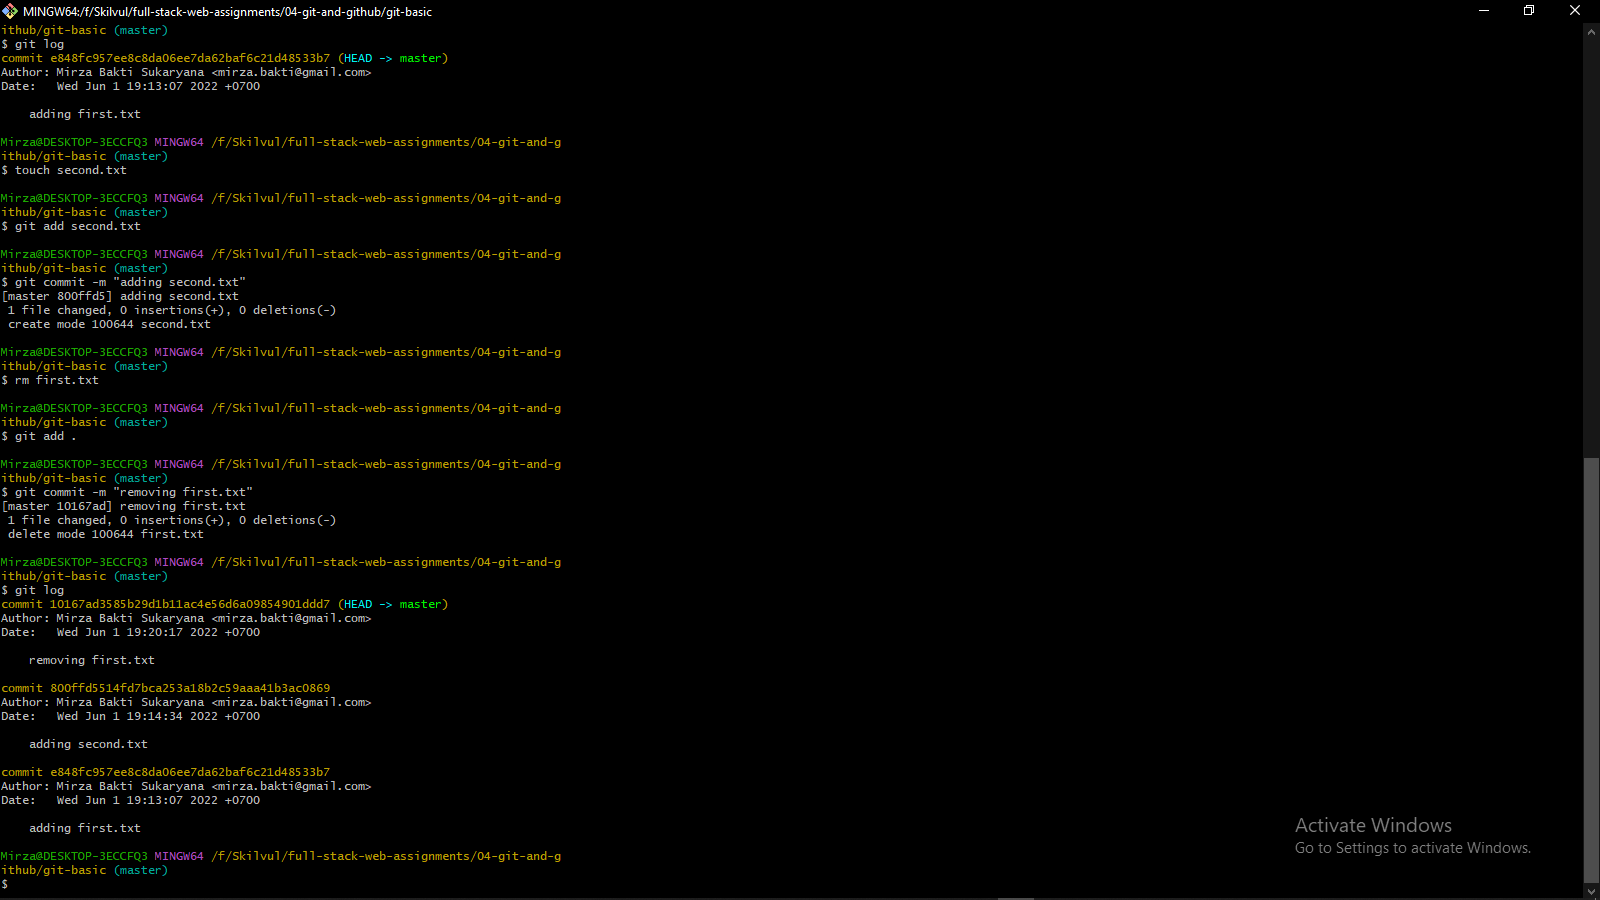 MINGW64:/f/Skilvul/full-stack-web-assignments/04-git-and-github/git-basic
ithub/git-basic (master)
$ git log
commit e848fc957ee8c8da06ee7da62baf6c21d48533b7 (HEAD -> master)
Author: Mirza Bakti Sukaryana <mirza.bakti@gmail.com>
Date:   Wed Jun 1 19:13:07 2022 +0700
    adding first.txt
Mirza@DESKTOP-3ECCFQ3 MINGW64 /f/Skilvul/full-stack-web-assignments/04-git-and-g
ithub/git-basic (master)
$ touch second.txt
Mirza@DESKTOP-3ECCFQ3 MINGW64 /f/Skilvul/full-stack-web-assignments/04-git-and-g
ithub/git-basic (master)
$ git add second.txt
Mirza@DESKTOP-3ECCFQ3 MINGW64 /f/Skilvul/full-stack-web-assignments/04-git-and-g
ithub/git-basic (master)
$ git commit -m "adding second.txt"
[master 800ffd5] adding second.txt
 1 file changed, 0 insertions(+), 0 deletions(-)
 create mode 100644 second.txt
Mirza@DESKTOP-3ECCFQ3 MINGW64 /f/Skilvul/full-stack-web-assignments/04-git-and-g
ithub/git-basic (master)
$ rm first.txt
Mirza@DESKTOP-3ECCFQ3 MINGW64 /f/Skilvul/full-stack-web-assignments/04-git-and-g
ithub/git-basic (master)
$ git add .
Mirza@DESKTOP-3ECCFQ3 MINGW64 /f/Skilvul/full-stack-web-assignments/04-git-and-g
ithub/git-basic (master)
$ git commit -m "removing first.txt"
[master 10167ad] removing first.txt
 1 file changed, 0 insertions(+), 0 deletions(-)
 delete mode 100644 first.txt
Mirza@DESKTOP-3ECCFQ3 MINGW64 /f/Skilvul/full-stack-web-assignments/04-git-and-g
ithub/git-basic (master)
$ git log
commit 10167ad3585b29d1b11ac4e56d6a09854901ddd7 (HEAD -> master)
Author: Mirza Bakti Sukaryana <mirza.bakti@gmail.com>
Date:   Wed Jun 1 19:20:17 2022 +0700
    removing first.txt
commit 800ffd5514fd7bca253a18b2c59aaa41b3ac0869
Author: Mirza Bakti Sukaryana <mirza.bakti@gmail.com>
Date:   Wed Jun 1 19:14:34 2022 +0700
    adding second.txt
commit e848fc957ee8c8da06ee7da62baf6c21d48533b7
Author: Mirza Bakti Sukaryana <mirza.bakti@gmail.com>
Date:   Wed Jun 1 19:13:07 2022 +0700
    adding first.txt
Mirza@DESKTOP-3ECCFQ3 MINGW64 /f/Skilvul/full-stack-web-assignments/04-git-and-g
ithub/git-basic (master)
$
Activate Windows
Go to Settings to activate Windows.